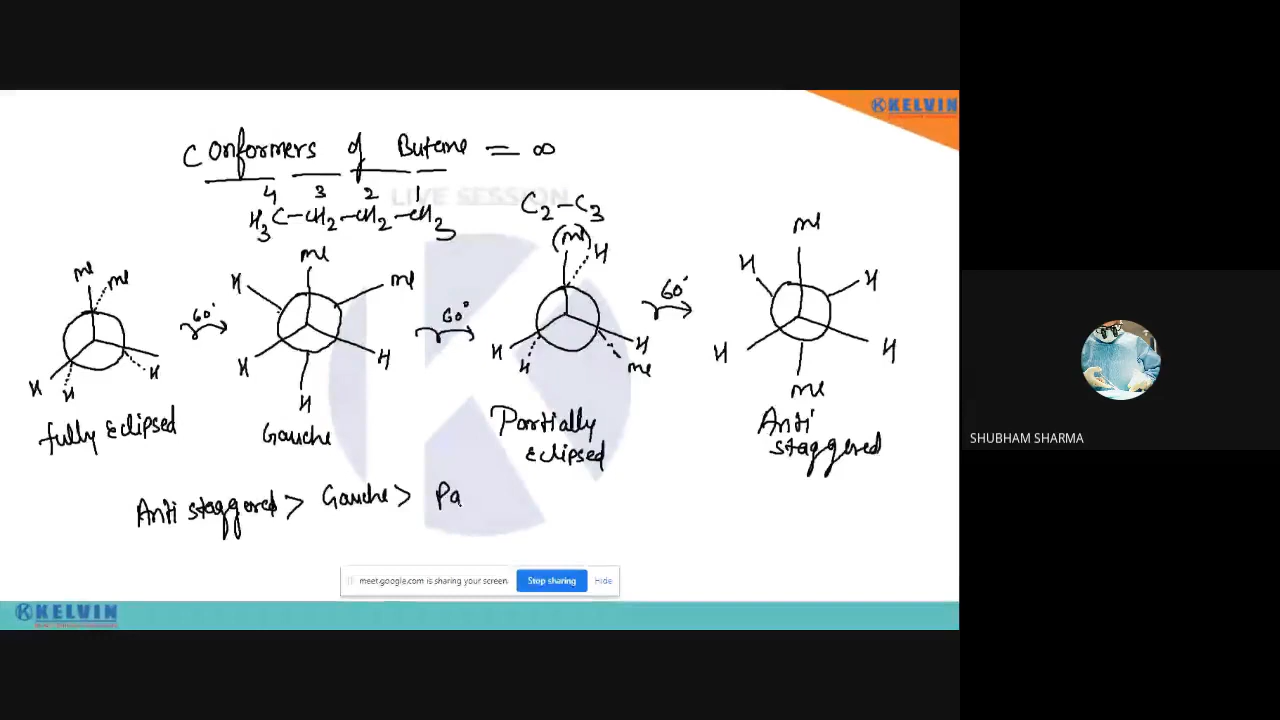 KELVIN
Conformers of Butane = ∞
LIVE SESSION
4 3 2 1
H3C-CH2-CH2-CH3
C2-C3
me me H H
me H me 60° H H me
(me) H H H me 60° H
me H H 60° H H me
fully Eclipsed
Gauche
Partially Eclipsed
Anti staggered
Anti staggered > Gauche > Pa
SHUBHAM SHARMA
meet.google.com is sharing your screen. Stop sharing Hide
KELVIN